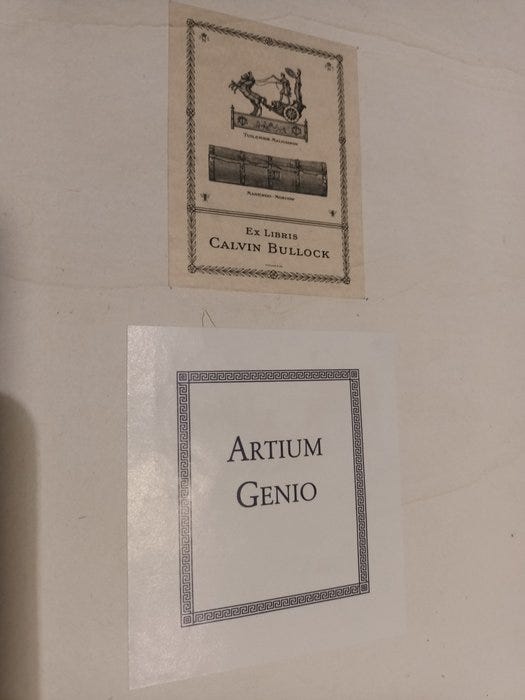 Tuileries-Malmaison
Marengo-Moscow
Ex Libris
Calvin Bullock
Artium
Genio